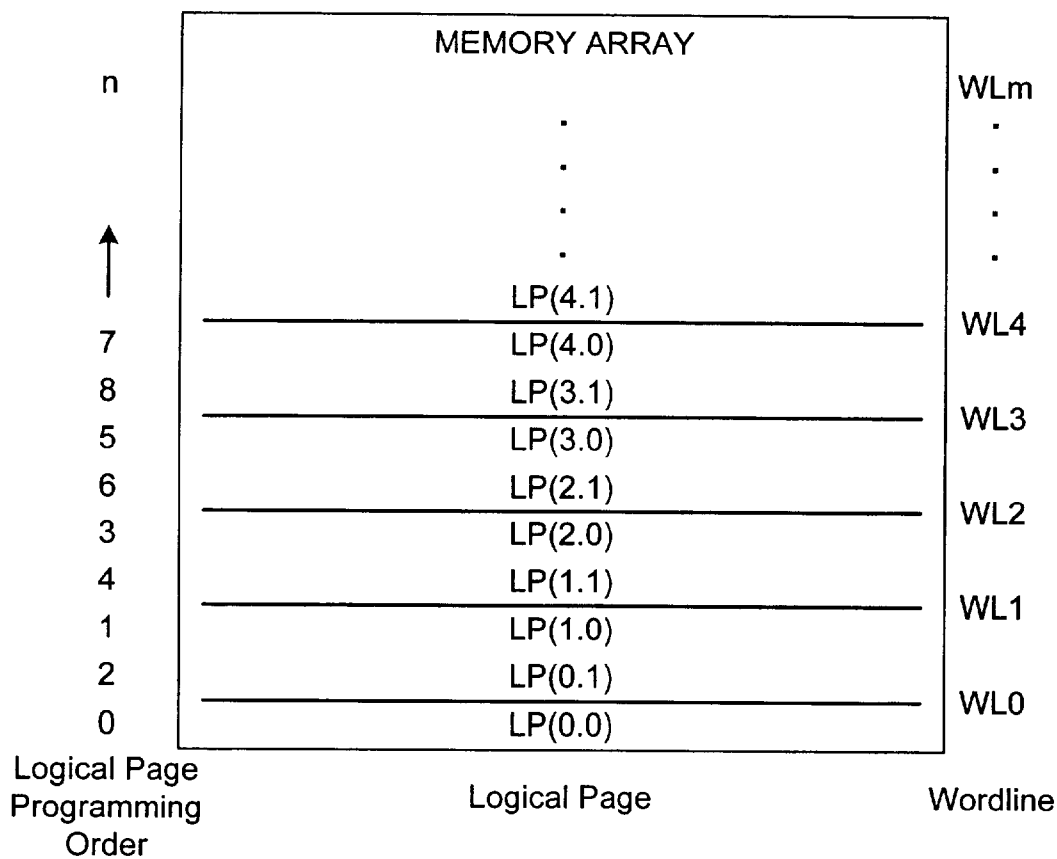 MEMORY ARRAY
n WLm
LP(4.1)
WL4
7 LP(4.0)
8 LP(3.1)
WL3
5 LP(3.0)
6 LP(2.1)
WL2
3 LP(2.0)
4 LP(1.1)
WL1
1 LP(1.0)
2 LP(0.1)
WL0
0 LP(0.0)
Logical Page
Programming
Order
Logical Page
Wordline